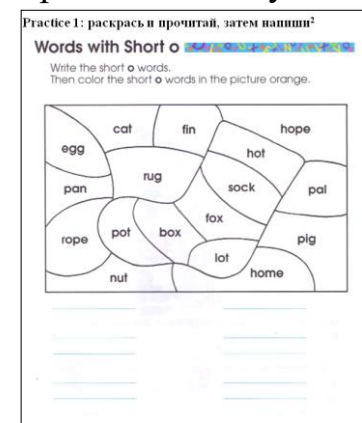 Practice 1: раскрась и прочитай, затем напиши²
Words with Short o
Write the short o words.
Then color the short o words in the picture orange.
cat fin hope
egg hot
rug sock
pan pal
fox
rope pot box pig
lot
nut home